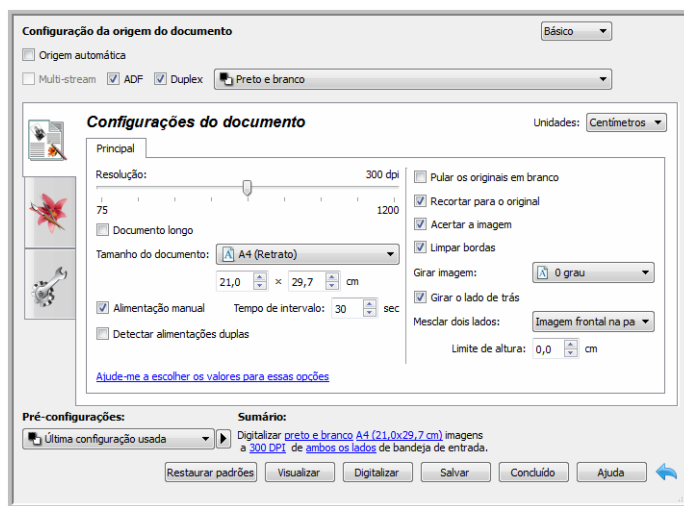 Configuração da origem do documento
Básico
Origem automática
Multi-stream ADF Duplex Preto e branco
Configurações do documento
Unidades: Centímetros
Principal
Resolução: 300 dpi
75 1200
Documento longo
Tamanho do documento: A4 (Retrato)
21,0 × 29,7 cm
Alimentação manual Tempo de intervalo: 30 sec
Detectar alimentações duplas
Ajude-me a escolher os valores para essas opções
Pular os originais em branco
Recortar para o original
Acertar a imagem
Limpar bordas
Girar imagem: 0 grau
Girar o lado de trás
Mesclar dois lados: Imagem frontal na pa
Limite de altura: 0,0 cm
Pré-configurações:
Última configuração usada
Sumário:
Digitalizar preto e branco A4 (21,0x29,7 cm) imagens
a 300 DPI de ambos os lados de bandeja de entrada.
Restaurar padrões Visualizar Digitalizar Salvar Concluído Ajuda